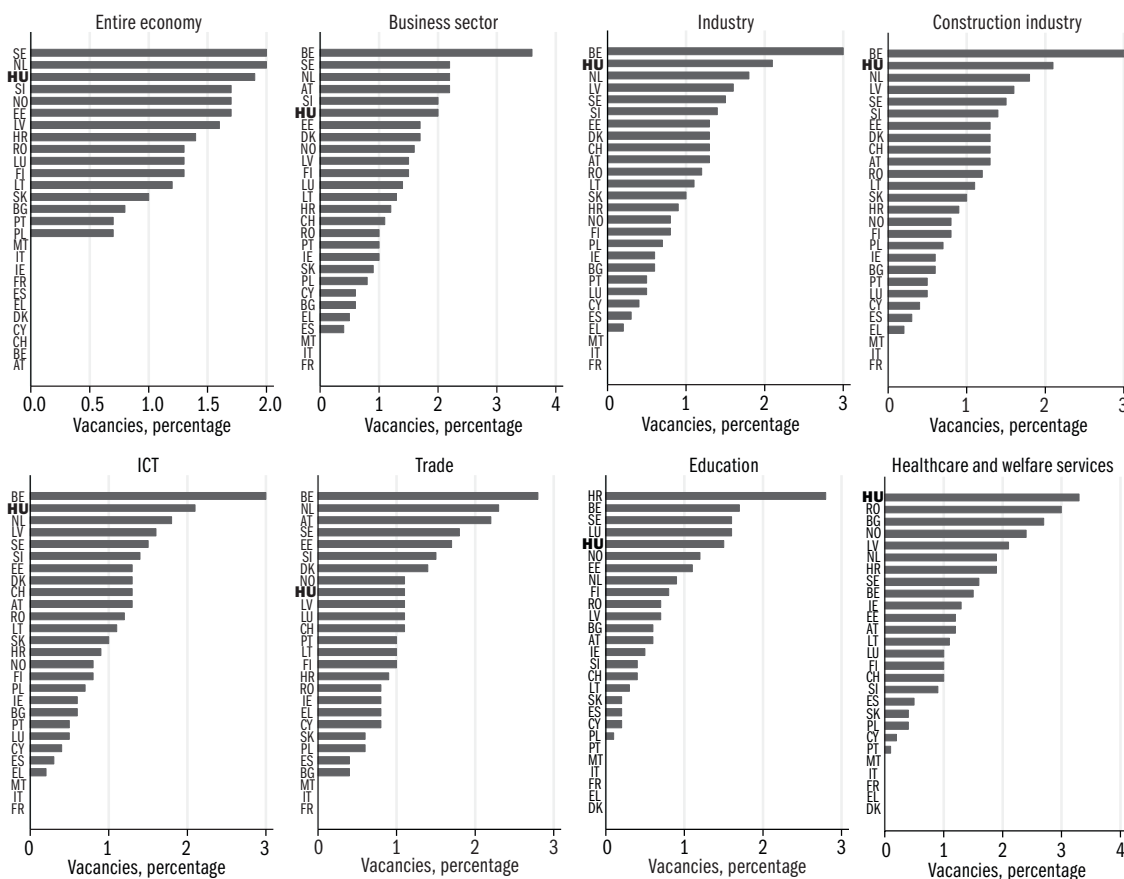 Entire economy
SE
NL
HU
SI
NO
EE
LV
HR
RO
LU
FI
LT
SK
BG
PT
PL
MT
IT
IE
FR
ES
EL
DK
CY
CH
BE
AT
0.0 0.5 1.0 1.5 2.0
Vacancies, percentage
Business sector
BE
SE
NL
AT
SI
HU
EE
DK
NO
LV
FI
LU
LT
HR
CH
RO
PT
IE
SK
PL
CY
BG
EL
ES
MT
IT
FR
0 1 2 3 4
Vacancies, percentage
Industry
BE
HU
NL
LV
SE
SI
EE
DK
CH
AT
RO
LT
SK
HR
NO
FI
PL
IE
BG
PT
LU
CY
ES
EL
MT
IT
FR
0 1 2 3
Vacancies, percentage
Construction industry
BE
HU
NL
LV
SE
SI
EE
DK
CH
AT
RO
LT
SK
HR
NO
FI
PL
IE
BG
PT
LU
CY
ES
EL
MT
IT
FR
0 1 2 3
Vacancies, percentage
ICT
BE
HU
NL
LV
SE
SI
EE
DK
CH
AT
RO
LT
SK
HR
NO
FI
PL
IE
BG
PT
LU
CY
ES
EL
MT
IT
FR
0 1 2 3
Vacancies, percentage
Trade
BE
NL
AT
SE
EE
SI
DK
NO
HU
LV
LU
CH
PT
LT
FI
HR
RO
IE
EL
CY
SK
PL
ES
BG
MT
IT
FR
0 1 2 3
Vacancies, percentage
Education
HR
BE
SE
LU
HU
NO
EE
NL
FI
RO
LV
BG
AT
IE
SI
CH
LT
SK
ES
CY
PL
PT
MT
IT
FR
EL
DK
0 1 2 3
Vacancies, percentage
Healthcare and welfare services
HU
RO
BG
NO
LV
NL
HR
SE
BE
IE
EE
AT
LT
LU
FI
CH
SI
ES
SK
PL
CY
PT
MT
IT
FR
EL
DK
0 1 2 3 4
Vacancies, percentage